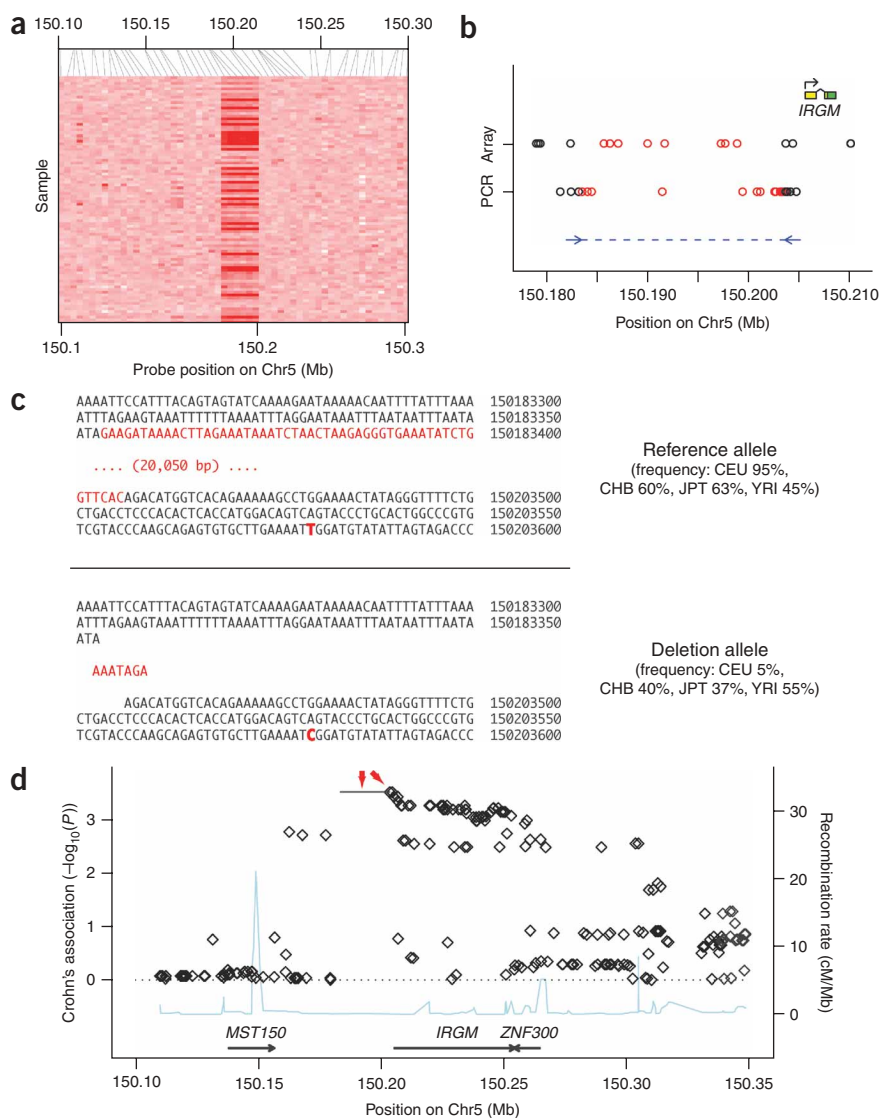 a
150.10 150.15 150.20 150.25 150.30
Sample
150.1 150.2 150.3
Probe position on Chr5 (Mb)
b
IRGM
Array
PCR
150.180 150.190 150.200 150.210
Position on Chr5 (Mb)
c
AAAATTCCATTTACAGTAGTATCAAAAGAATAAAAACAATTTTATTTAAA 150183300
ATTTAGAAGTAAATTTTTTAAAATTTAGGAATAAATTTAATAATTTAATA 150183350
ATAGAAGATAAAACTTAGAAATAAATCTAACTAAGAGGGTGAAATATCTG 150183400
.... (20,050 bp) ....
GTTCACAGACATGGTCACAGAAAAAGCCTGGAAAACTATAGGGTTTTCTG 150203500
CTGACCTCCCACACTCACCATGGACAGTCAGTACCCTGCACTGGCCCGTG 150203550
TCGTACCCAAGCAGAGTGTGCTTGAAAATTGGATGTATATTAGTAGACCC 150203600
Reference allele
(frequency: CEU 95%,
CHB 60%, JPT 63%, YRI 45%)
AAAATTCCATTTACAGTAGTATCAAAAGAATAAAAACAATTTTATTTAAA 150183300
ATTTAGAAGTAAATTTTTTAAAATTTAGGAATAAATTTAATAATTTAATA 150183350
ATA
AAATAGA
AGACATGGTCACAGAAAAAGCCTGGAAAACTATAGGGTTTTCTG 150203500
CTGACCTCCCACACTCACCATGGACAGTCAGTACCCTGCACTGGCCCGTG 150203550
TCGTACCCAAGCAGAGTGTGCTTGAAAATCGGATGTATATTAGTAGACCC 150203600
Deletion allele
(frequency: CEU 5%,
CHB 40%, JPT 37%, YRI 55%)
d
Crohn's association (–log10(P))
3
2
1
0
Recombination rate (cM/Mb)
30
20
10
0
MST150 IRGM ZNF300
150.10 150.15 150.20 150.25 150.30 150.35
Position on Chr5 (Mb)